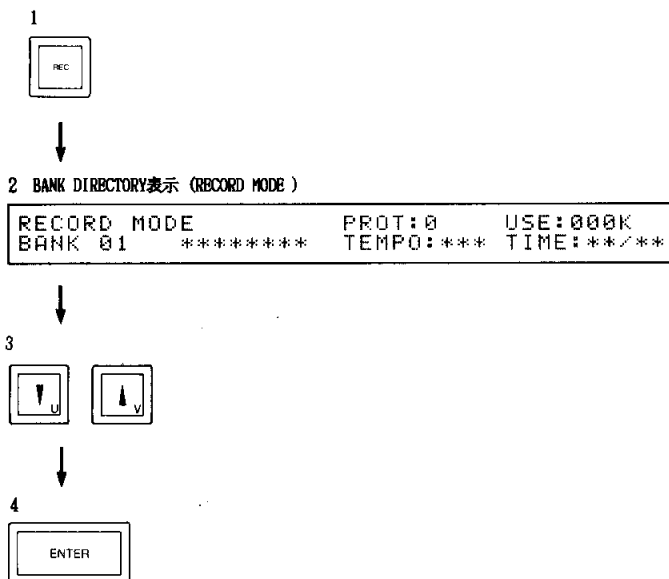 1
REC
2 BANK DIRECTORY表示 (RECORD MODE )
RECORD MODE PROT:0 USE:000K
BANK 01 ******** TEMPO:*** TIME:**/**
3
U V
4
ENTER